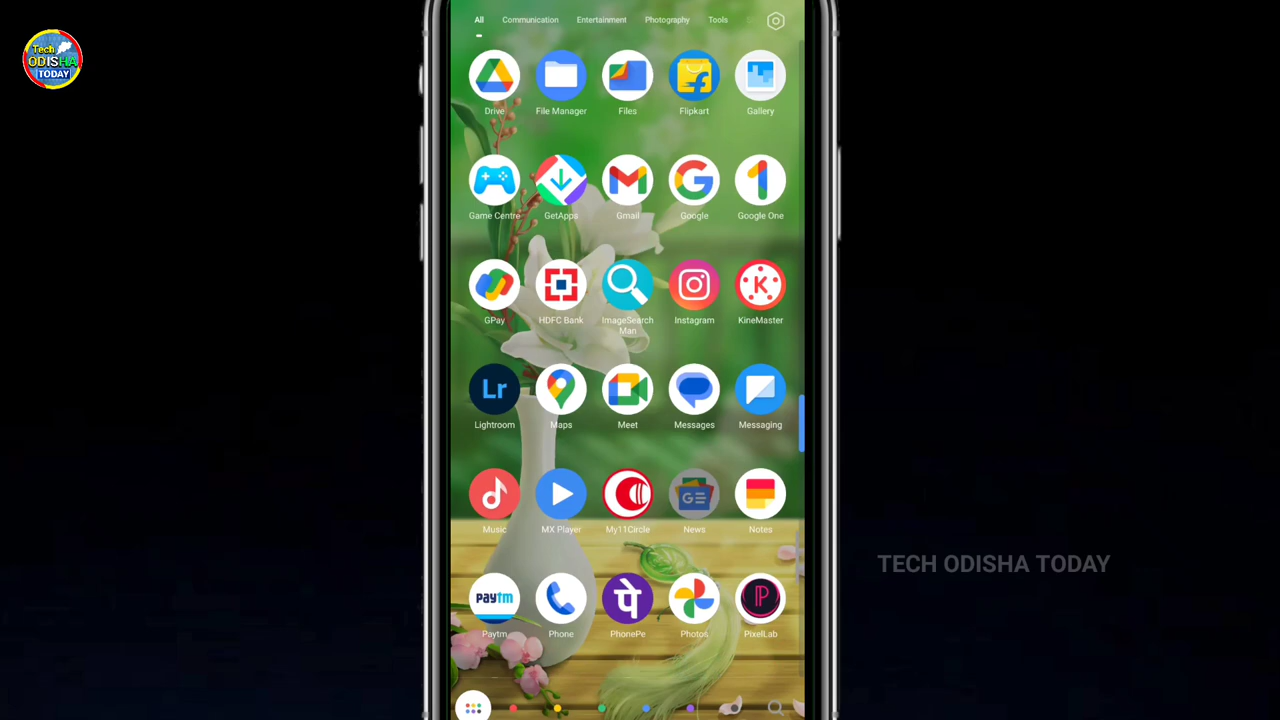 Tech
ODISHA
TODAY
All Communication Entertainment Photography Tools
Drive File Manager Files Flipkart Gallery
Game Centre GetApps Gmail Google Google One
K
GPay HDFC Bank ImageSearch Man Instagram KineMaster
Lr
Lightroom Maps Meet Messages Messaging
Music MX Player My11Circle News Notes
TECH ODISHA TODAY
paytm पे P
Paytm Phone PhonePe Photos PixelLab